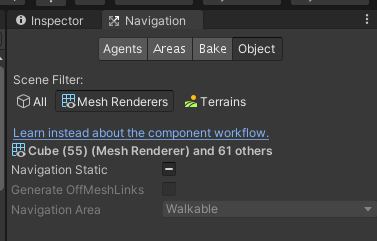 Inspector Navigation
Agents Areas Bake Object
Scene Filter:
All Mesh Renderers Terrains
Learn instead about the component workflow.
Cube (55) (Mesh Renderer) and 61 others
Navigation Static
Generate OffMeshLinks
Navigation Area Walkable